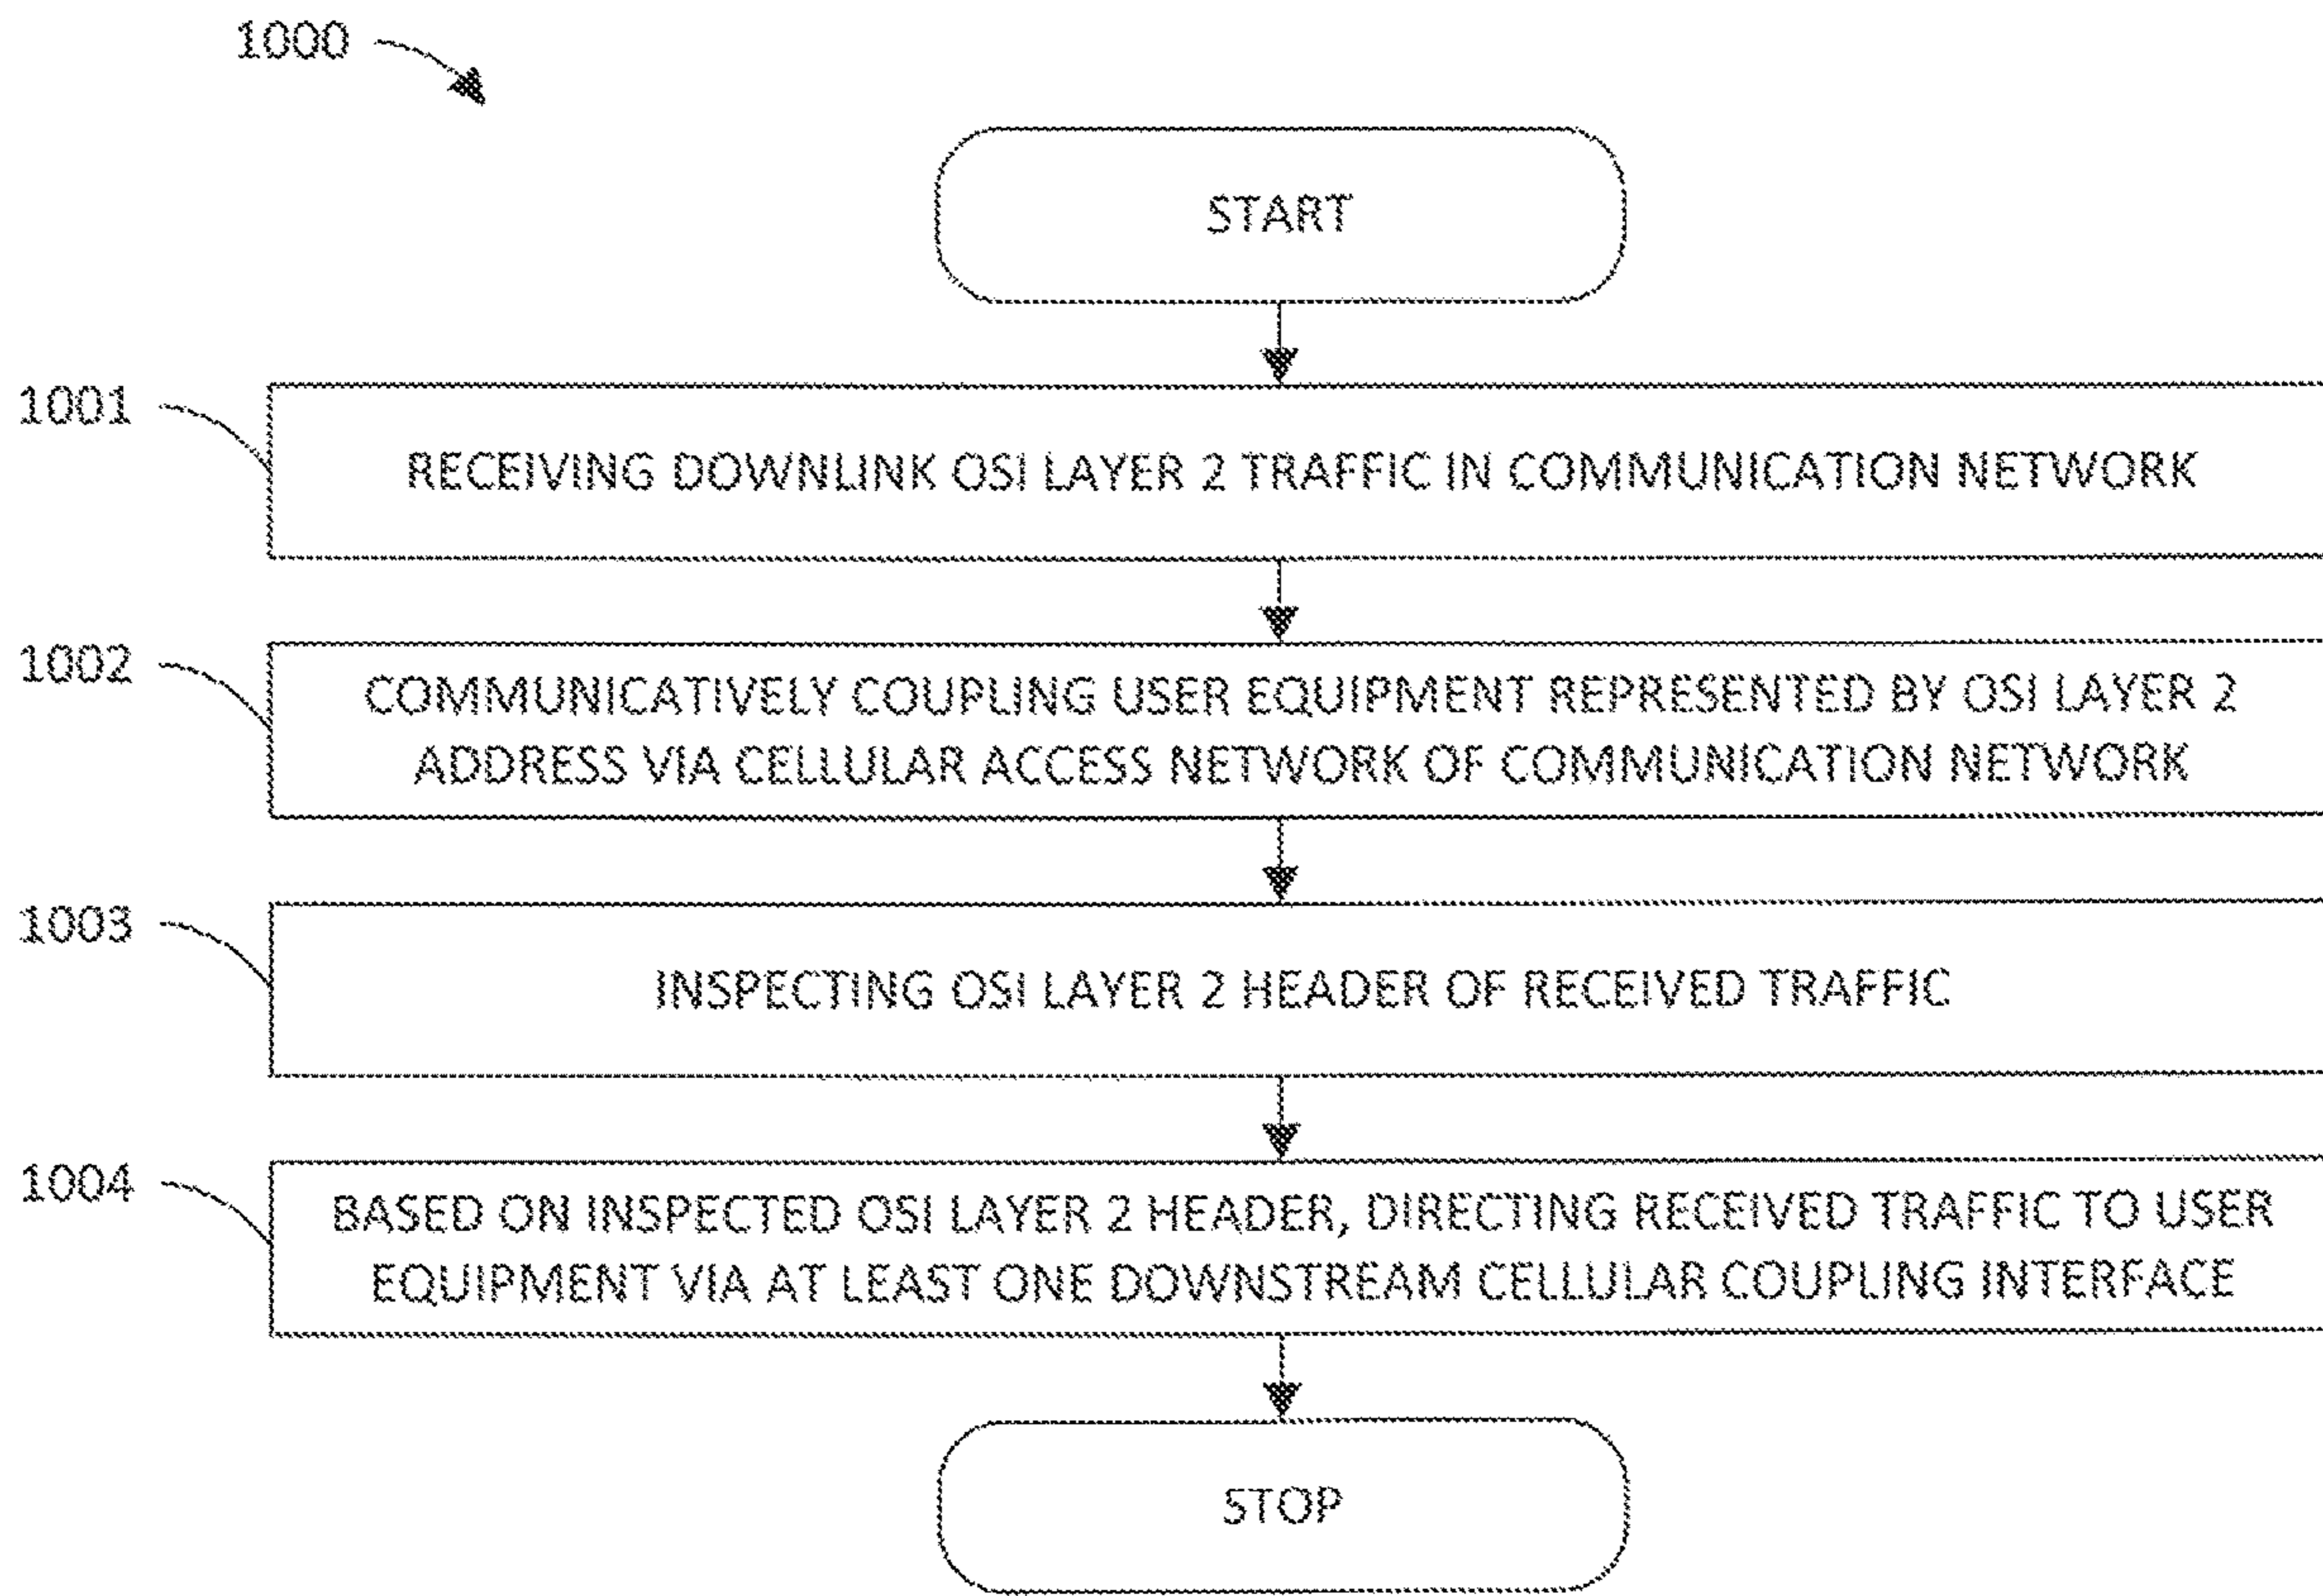 1000
START
1001
RECEIVING DOWNLINK OSI LAYER 2 TRAFFIC IN COMMUNICATION NETWORK
1002
COMMUNICATIVELY COUPLING USER EQUIPMENT REPRESENTED BY OSI LAYER 2
ADDRESS VIA CELLULAR ACCESS NETWORK OF COMMUNICATION NETWORK
1003
INSPECTING OSI LAYER 2 HEADER OF RECEIVED TRAFFIC
1004
BASED ON INSPECTED OSI LAYER 2 HEADER, DIRECTING RECEIVED TRAFFIC TO USER
EQUIPMENT VIA AT LEAST ONE DOWNSTREAM CELLULAR COUPLING INTERFACE
STOP